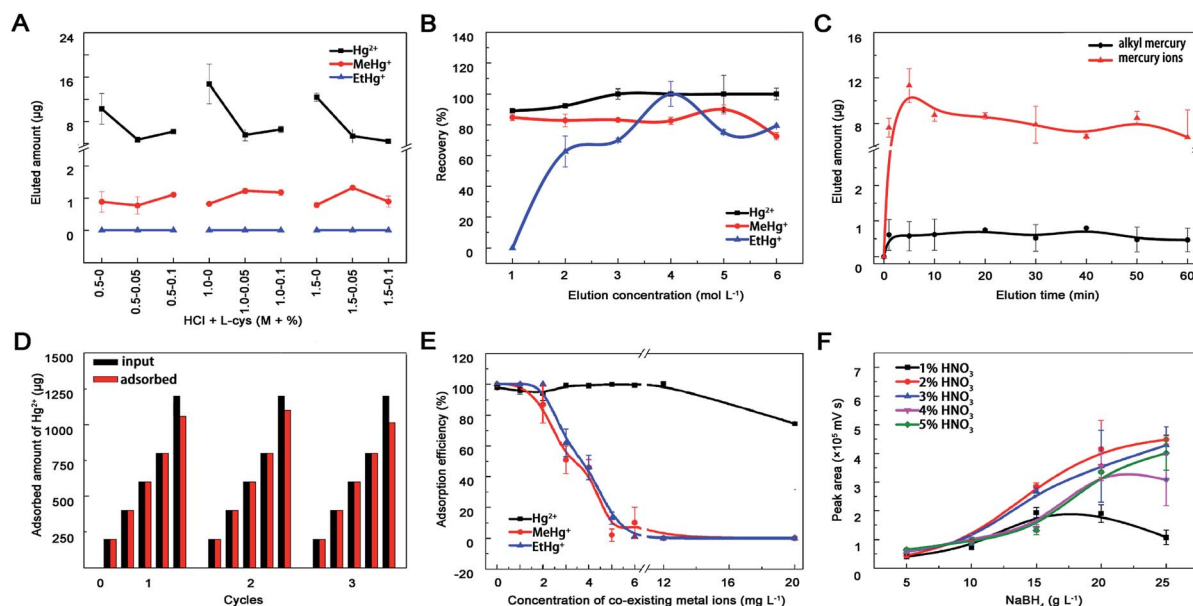 A
24
16
8
2
1
0
Eluted amount (μg)
Hg²⁺
MeHg⁺
EtHg⁺
0.5-0
0.5-0.05
0.5-0.1
1.0-0
1.0-0.05
1.0-0.1
1.5-0
1.5-0.05
1.5-0.1
HCl + L-cys (M + %)
B
140
120
100
80
60
40
20
0
Recovery (%)
Hg²⁺
MeHg⁺
EtHg⁺
1 2 3 4 5 6
Elution concentration (mol L⁻¹)
C
16
12
8
2
1
0
Eluted amount (μg)
alkyl mercury
mercury ions
0 10 20 30 40 50 60
Elution time (min)
D
1500
1250
1000
750
500
250
Adsorbed amount of Hg²⁺ (μg)
input
adsorbed
0 1 2 3
Cycles
E
120
100
80
60
40
20
0
-20
Adsorption efficiency (%)
Hg²⁺
MeHg⁺
EtHg⁺
0 2 4 6 12 20
Concentration of co-existing metal ions (mg L⁻¹)
F
7
6
5
4
3
2
1
0
Peak area (×10⁵ mV s)
1% HNO₃
2% HNO₃
3% HNO₃
4% HNO₃
5% HNO₃
5 10 15 20 25
NaBH₄ (g L⁻¹)